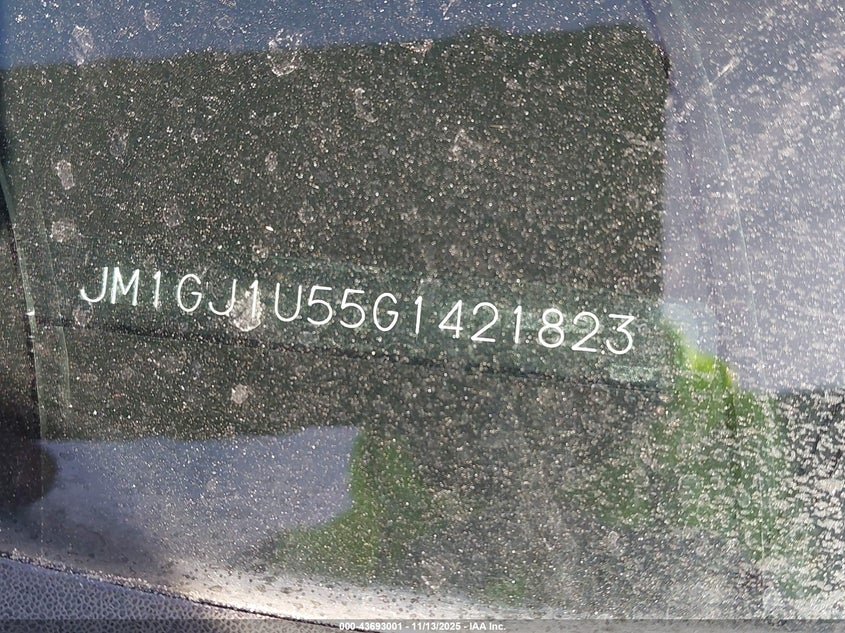 JM1GJ1U55G1421823
000-43693001 - 11/13/2025 - IAA Inc.